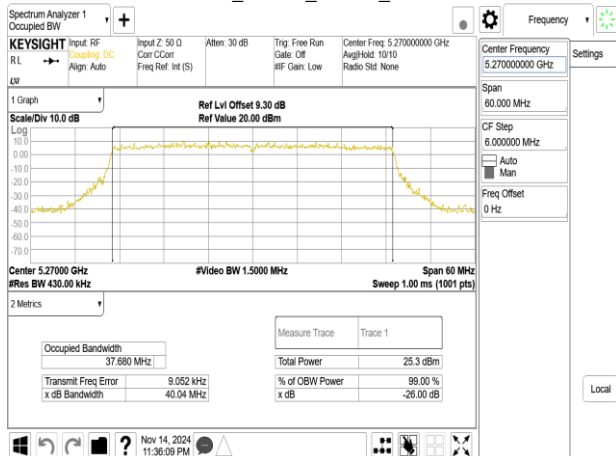 Spectrum Analyzer 1
Occupied BW
Frequency
KEYSIGHT
RL
Input: RF
Coupling: DC
Align: Auto
Input Z: 50 Ω
Corr CCorr
Freq Ref: Int (S)
Atten: 30 dB
Trig: Free Run
Gate: Off
#IF Gain: Low
Center Freq: 5.270000000 GHz
Avg|Hold: 10/10
Radio Std: None
Center Frequency
5.270000000 GHz
Settings
Span
60.000 MHz
CF Step
6.000000 MHz
Auto
Man
Freq Offset
0 Hz
Local
1 Graph
Scale/Div 10.0 dB
Ref Lvl Offset 9.30 dB
Ref Value 20.00 dBm
Log
10.0
0.00
-10.0
-20.0
-30.0
-40.0
-50.0
-60.0
-70.0
Center 5.27000 GHz
#Video BW 1.5000 MHz
Span 60 MHz
#Res BW 430.00 kHz
Sweep 1.00 ms (1001 pts)
2 Metrics
Measure Trace Trace 1
Occupied Bandwidth
37.680 MHz
Total Power 25.3 dBm
Transmit Freq Error 9.052 kHz
% of OBW Power 99.00 %
x dB Bandwidth 40.04 MHz
x dB -26.00 dB
Nov 14, 2024
11:36:09 PM